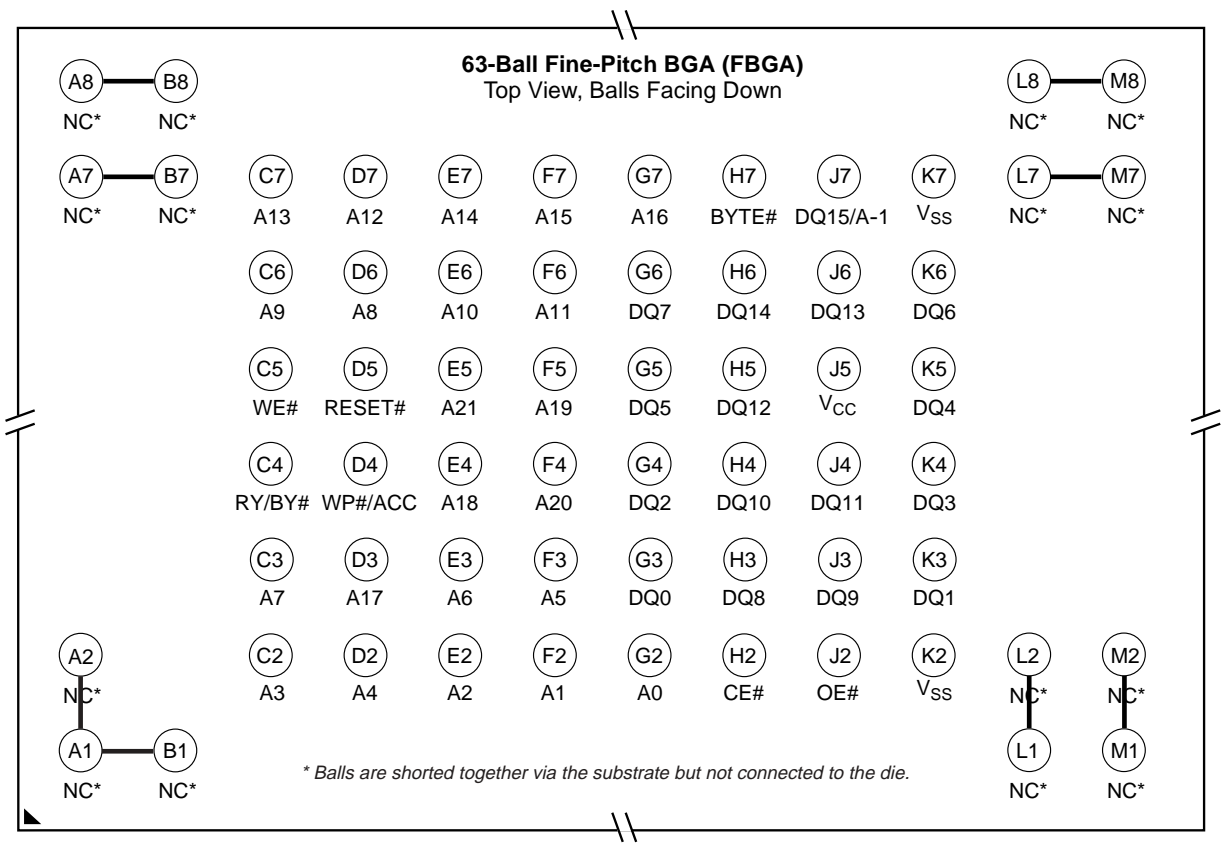 63-Ball Fine-Pitch BGA (FBGA)
Top View, Balls Facing Down
A8 B8 L8 M8
NC* NC* NC* NC*
A7 B7 C7 D7 E7 F7 G7 H7 J7 K7 L7 M7
NC* NC* A13 A12 A14 A15 A16 BYTE# DQ15/A-1 VSS NC* NC*
C6 D6 E6 F6 G6 H6 J6 K6
A9 A8 A10 A11 DQ7 DQ14 DQ13 DQ6
C5 D5 E5 F5 G5 H5 J5 K5
WE# RESET# A21 A19 DQ5 DQ12 VCC DQ4
C4 D4 E4 F4 G4 H4 J4 K4
RY/BY# WP#/ACC A18 A20 DQ2 DQ10 DQ11 DQ3
C3 D3 E3 F3 G3 H3 J3 K3
A7 A17 A6 A5 DQ0 DQ8 DQ9 DQ1
A2 C2 D2 E2 F2 G2 H2 J2 K2 L2 M2
NC* A3 A4 A2 A1 A0 CE# OE# VSS NC* NC*
A1 B1 L1 M1
* Balls are shorted together via the substrate but not connected to the die.
NC* NC* NC* NC*